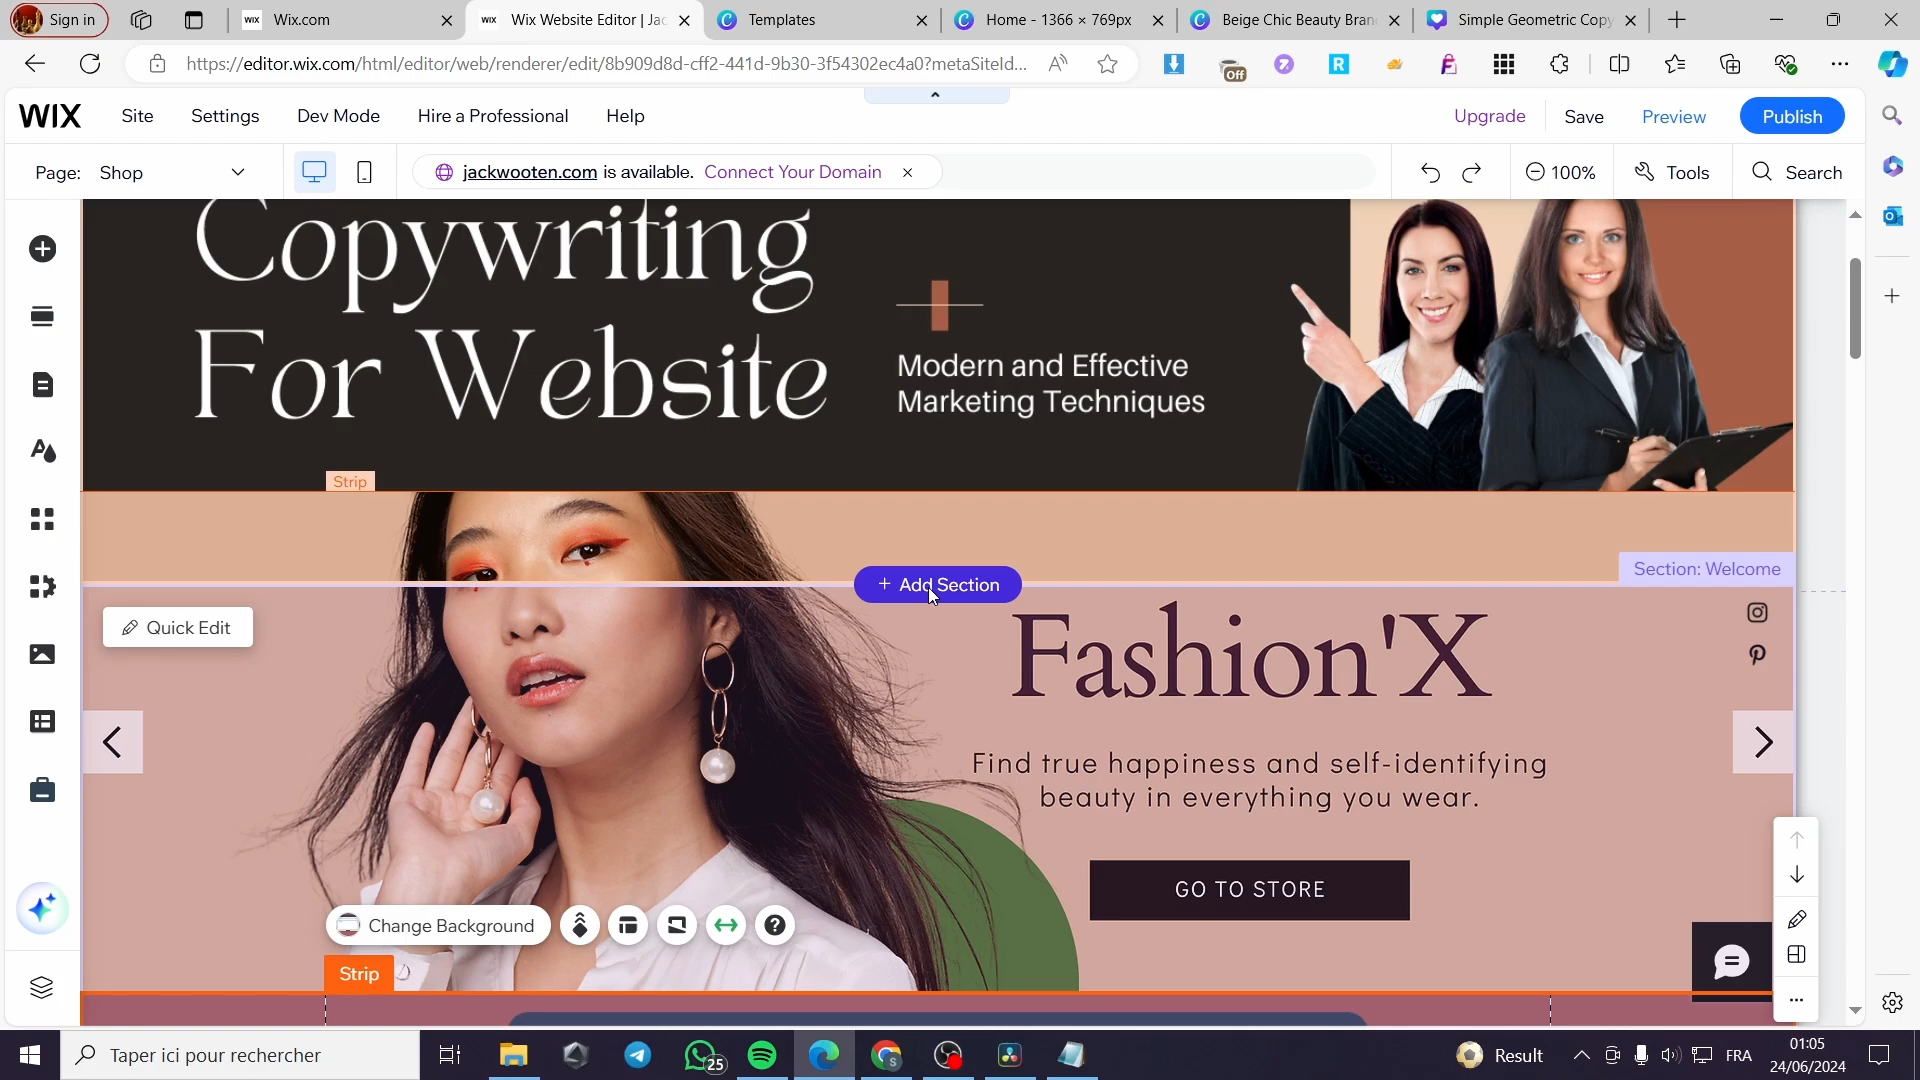 Sign in
WIX Wix.com
WIX Wix Website Editor | Jac
Templates
Home - 1366 × 769px
Beige Chic Beauty Bran
Simple Geometric Copy
https://editor.wix.com/html/editor/web/renderer/edit/8b909d8d-cff2-441d-9b30-3f54302ec4a0?metaSiteId...
Off
WIX Site Settings Dev Mode Hire a Professional Help Upgrade Save Preview Publish
Page: Shop
jackwooten.com is available. Connect Your Domain
100% Tools Search
Copywriting
For Website
Modern and Effective
Marketing Techniques
Strip
Section: Welcome
+ Add Section
Quick Edit
Fashion'X
Find true happiness and self-identifying
beauty in everything you wear.
GO TO STORE
Change Background
Strip
Taper ici pour rechercher
25
Result
FRA
01:05
24/06/2024